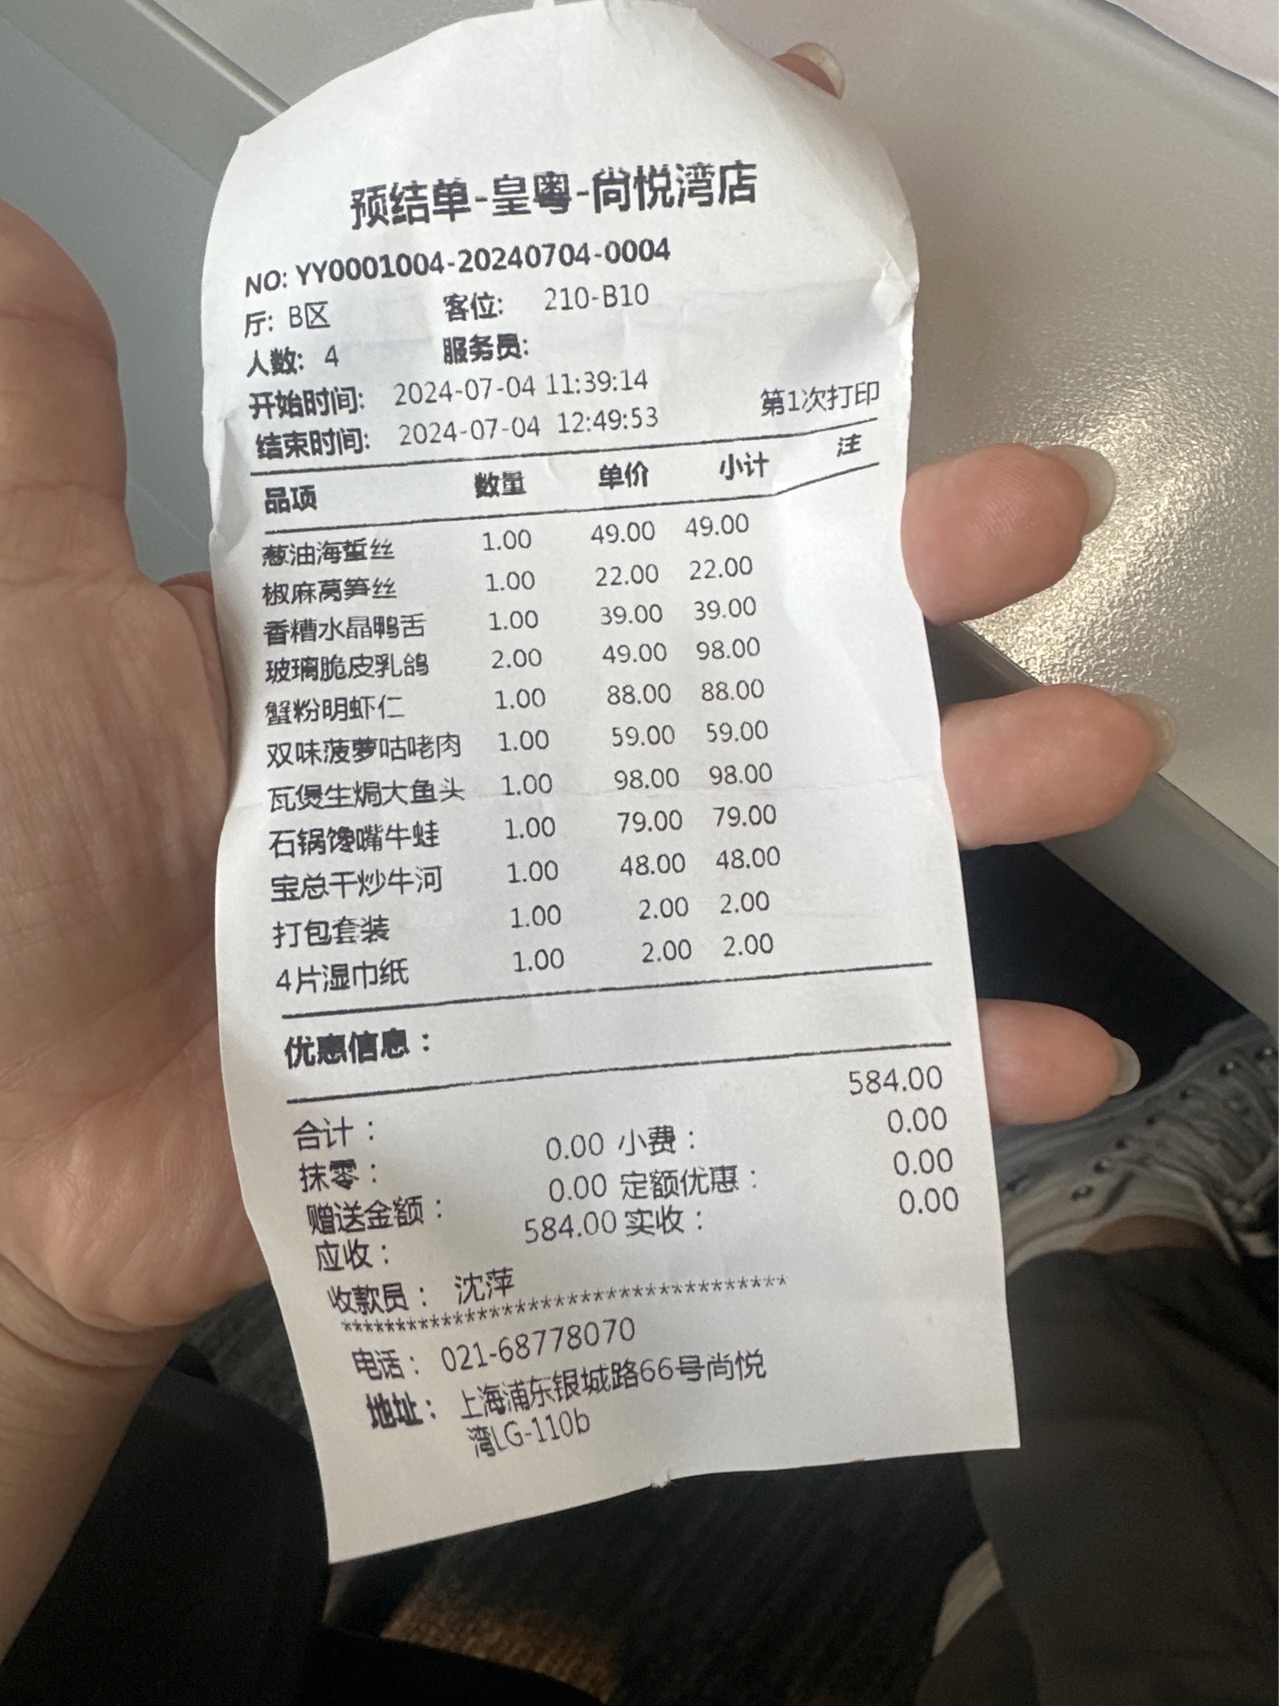 预结单-皇粤-尚悦湾店
NO: YY0001004-20240704-0004
厅: B区 客位: 210-B10
人数: 4 服务员:
开始时间: 2024-07-04 11:39:14
结束时间: 2024-07-04 12:49:53 第1次打印
品项 数量 单价 小计 注
葱油海蜇丝 1.00 49.00 49.00
椒麻莴笋丝 1.00 22.00 22.00
香糟水晶鸭舌 1.00 39.00 39.00
玻璃脆皮乳鸽 2.00 49.00 98.00
蟹粉明虾仁 1.00 88.00 88.00
双味菠萝咕咾肉 1.00 59.00 59.00
瓦煲生焗大鱼头 1.00 98.00 98.00
石锅馋嘴牛蛙 1.00 79.00 79.00
宝总干炒牛河 1.00 48.00 48.00
打包套装 1.00 2.00 2.00
4片湿巾纸 1.00 2.00 2.00
优惠信息：
合计： 584.00
抹零： 0.00 小费： 0.00
赠送金额： 0.00 定额优惠： 0.00
应收： 584.00 实收： 0.00
收款员： 沈萍
************************************
电话： 021-68778070
地址： 上海浦东银城路66号尚悦
湾LG-110b